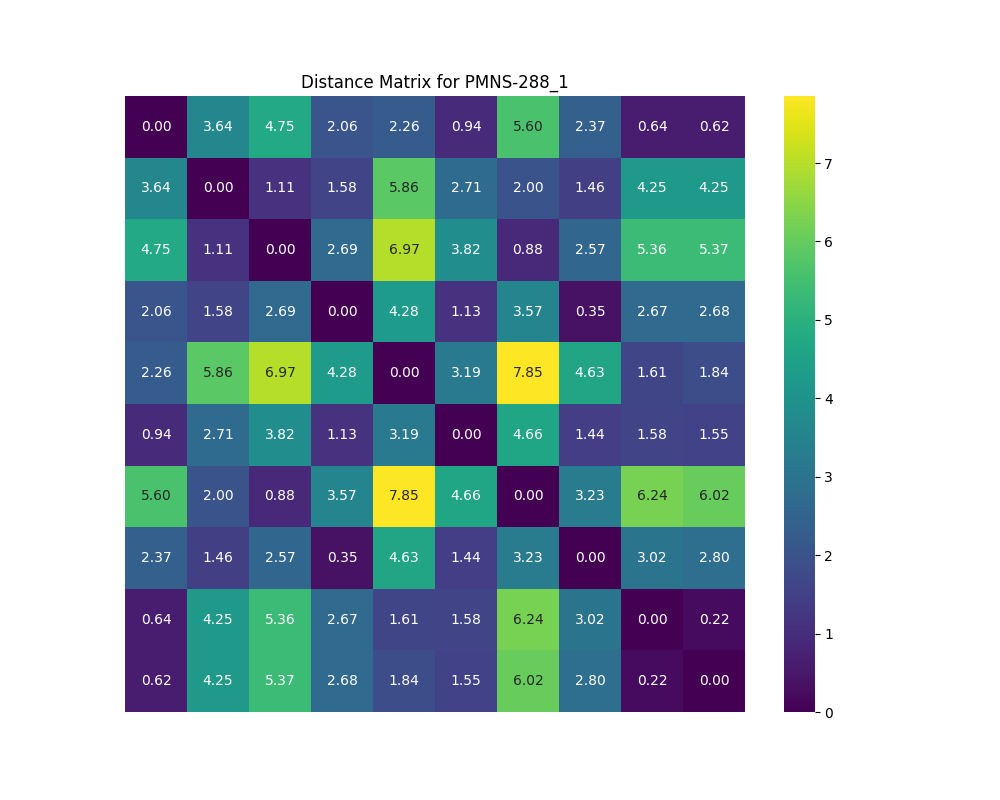 Distance Matrix for PMNS-288_1
0.00 3.64 4.75 2.06 2.26 0.94 5.60 2.37 0.64 0.62
3.64 0.00 1.11 1.58 5.86 2.71 2.00 1.46 4.25 4.25
4.75 1.11 0.00 2.69 6.97 3.82 0.88 2.57 5.36 5.37
2.06 1.58 2.69 0.00 4.28 1.13 3.57 0.35 2.67 2.68
2.26 5.86 6.97 4.28 0.00 3.19 7.85 4.63 1.61 1.84
0.94 2.71 3.82 1.13 3.19 0.00 4.66 1.44 1.58 1.55
5.60 2.00 0.88 3.57 7.85 4.66 0.00 3.23 6.24 6.02
2.37 1.46 2.57 0.35 4.63 1.44 3.23 0.00 3.02 2.80
0.64 4.25 5.36 2.67 1.61 1.58 6.24 3.02 0.00 0.22
0.62 4.25 5.37 2.68 1.84 1.55 6.02 2.80 0.22 0.00
7
6
5
4
3
2
1
0